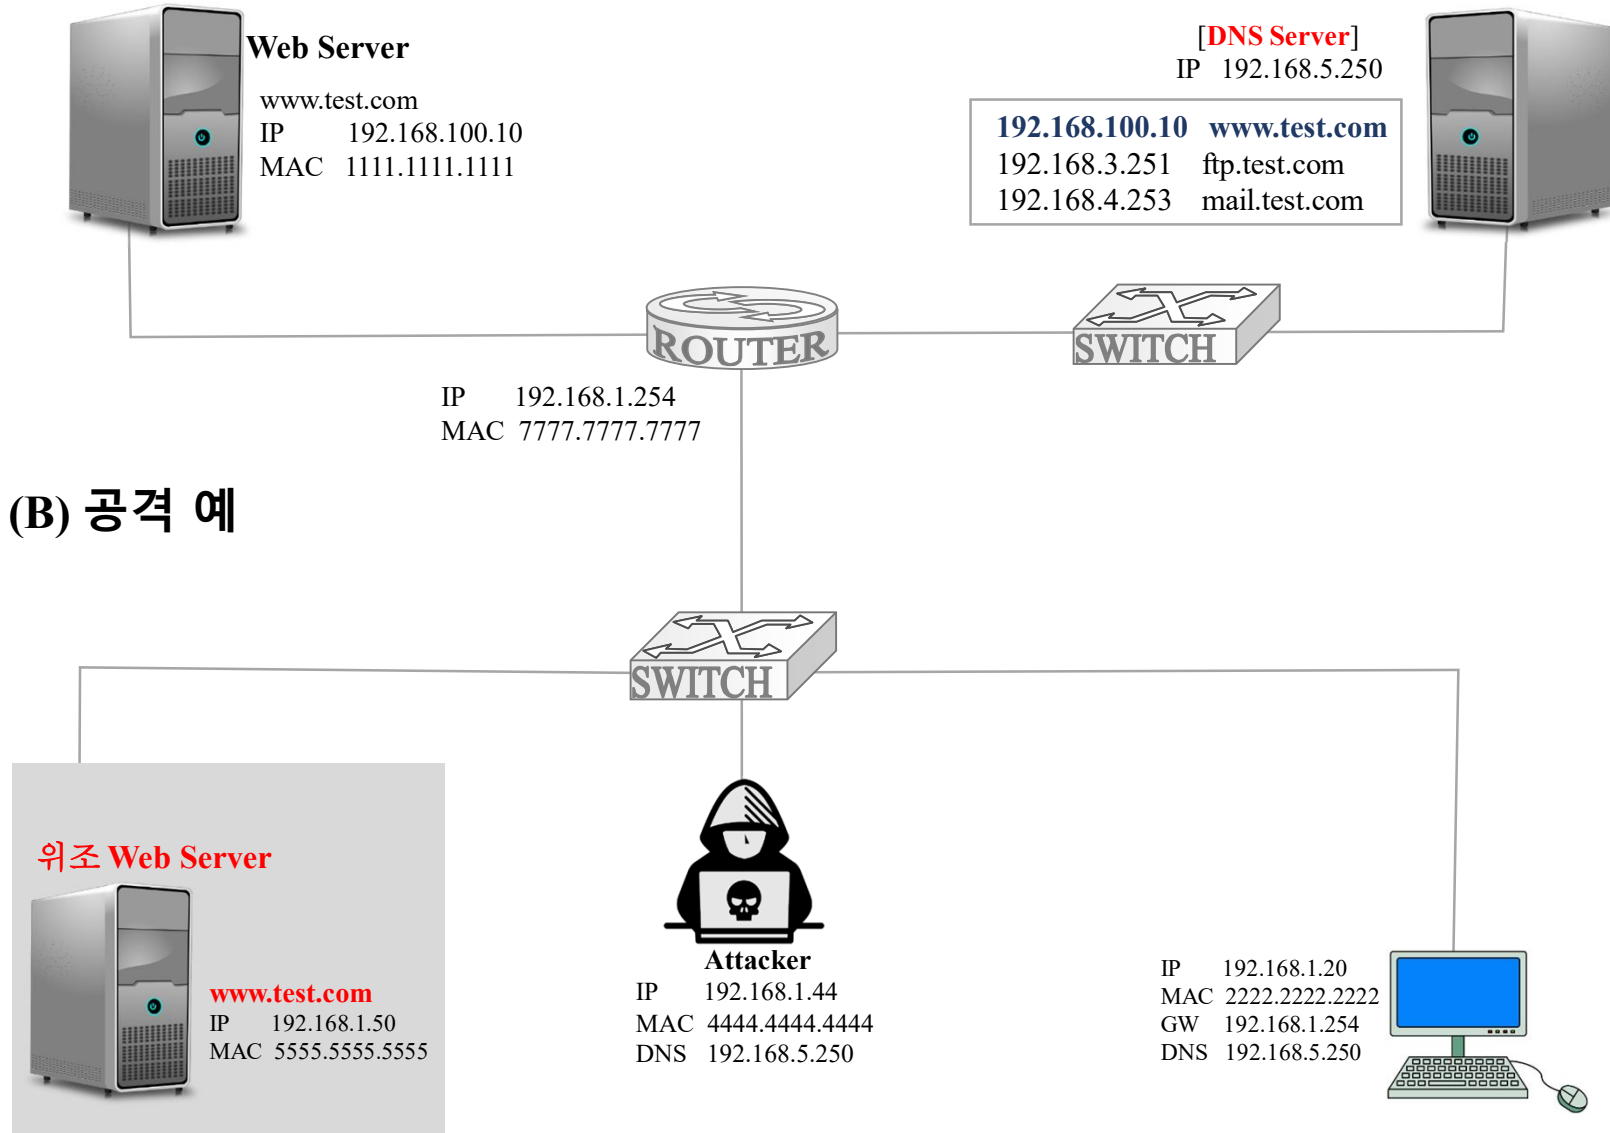 Web Server
www.test.com
IP 192.168.100.10
MAC 1111.1111.1111
[DNS Server]
IP 192.168.5.250
192.168.100.10 www.test.com
192.168.3.251 ftp.test.com
192.168.4.253 mail.test.com
ROUTER
SWITCH
IP 192.168.1.254
MAC 7777.7777.7777
(B) 공격 예
SWITCH
위조 Web Server
www.test.com
IP 192.168.1.50
MAC 5555.5555.5555
Attacker
IP 192.168.1.44
MAC 4444.4444.4444
DNS 192.168.5.250
IP 192.168.1.20
MAC 2222.2222.2222
GW 192.168.1.254
DNS 192.168.5.250